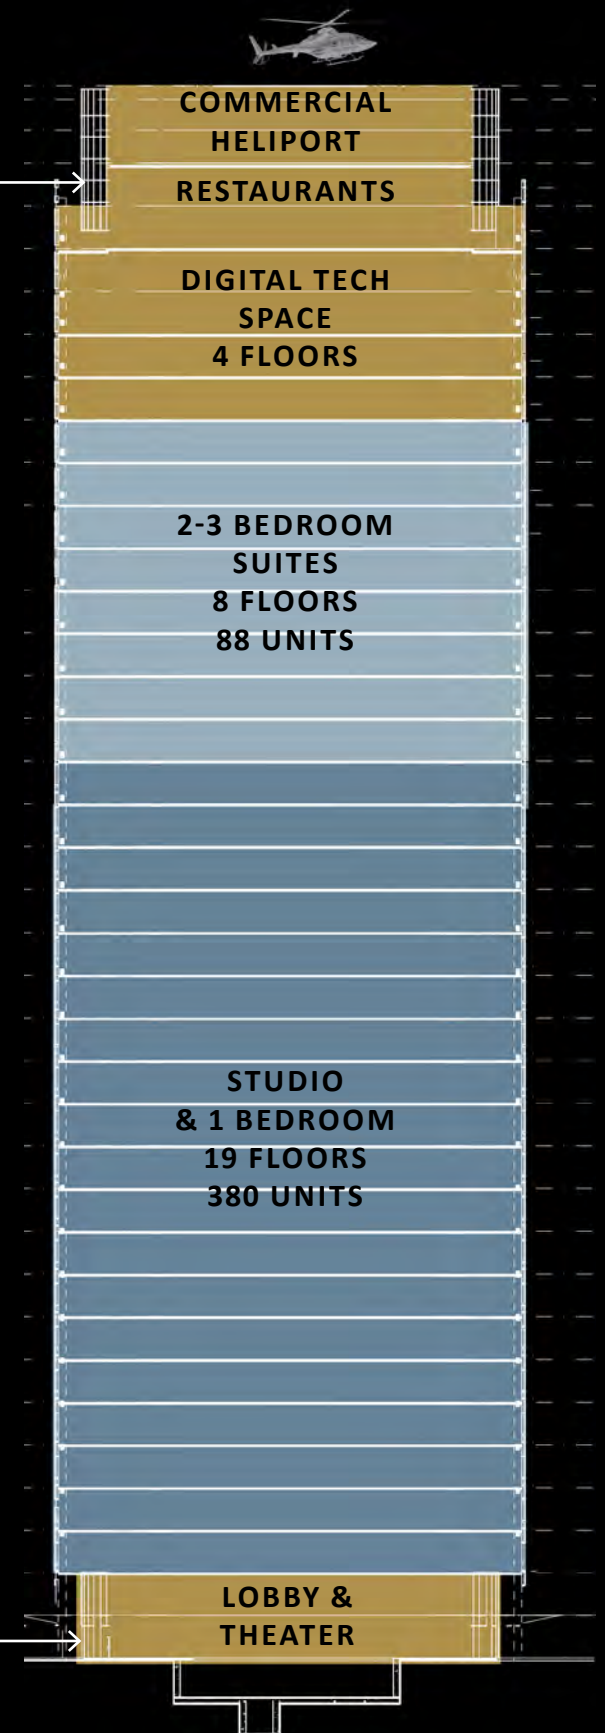 COMMERCIAL
HELIPORT
RESTAURANTS
DIGITAL TECH
SPACE
4 FLOORS
2-3 BEDROOM
SUITES
8 FLOORS
88 UNITS
STUDIO
& 1 BEDROOM
19 FLOORS
380 UNITS
LOBBY &
THEATER